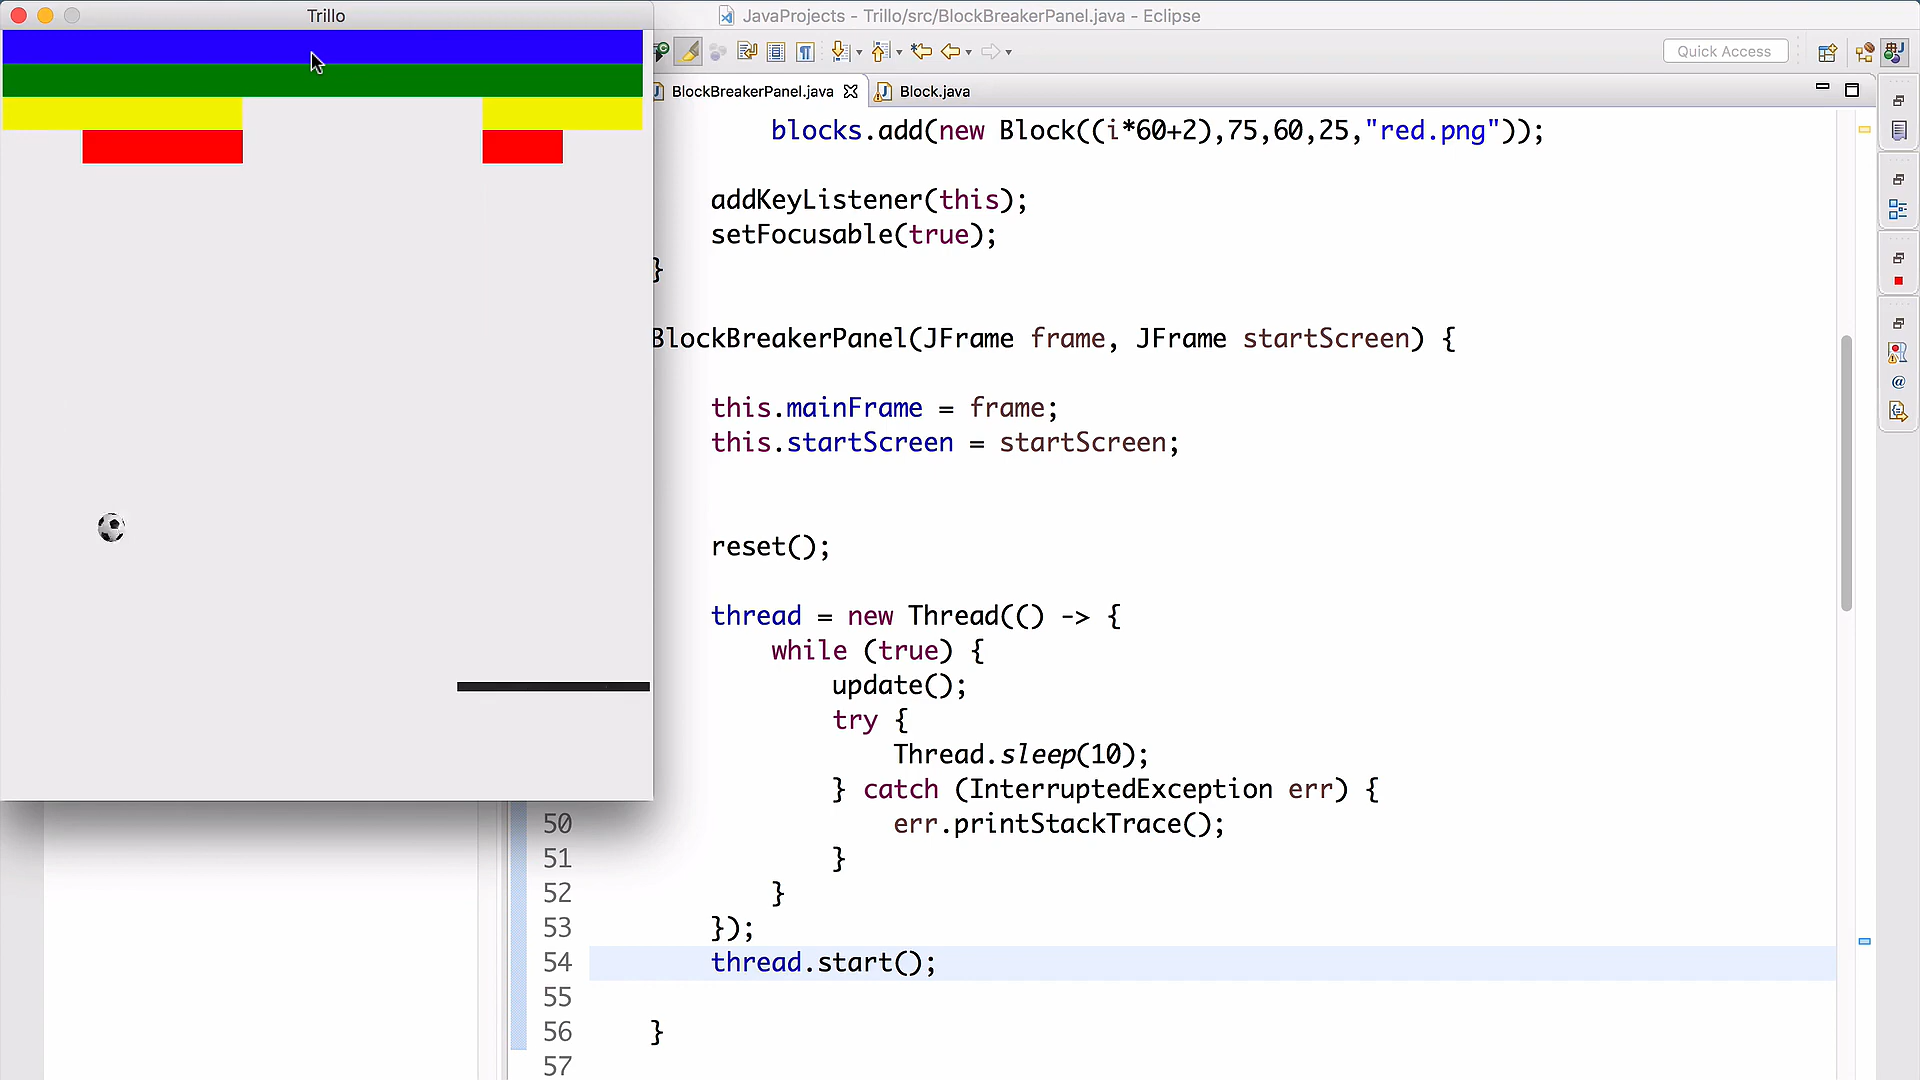 Trillo
JavaProjects - Trillo/src/BlockBreakerPanel.java - Eclipse
Quick Access
BlockBreakerPanel.java
Block.java
blocks.add(new Block((i*60+2),75,60,25,"red.png"));
addKeyListener(this);
setFocusable(true);
}
BlockBreakerPanel(JFrame frame, JFrame startScreen) {
this.mainFrame = frame;
this.startScreen = startScreen;
reset();
thread = new Thread(() -> {
while (true) {
update();
try {
Thread.sleep(10);
} catch (InterruptedException err) {
50 err.printStackTrace();
51 }
52 }
53 });
54 thread.start();
55
56 }
57